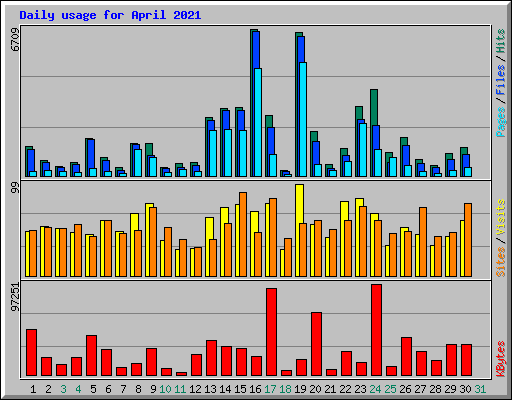 Daily usage for April 2021
6709
Pages / Files / Hits
99
Sites / Visits
97251
KBytes
1 2 3 4 5 6 7 8 9 10 11 12 13 14 15 16 17 18 19 20 21 22 23 24 25 26 27 28 29 30 31